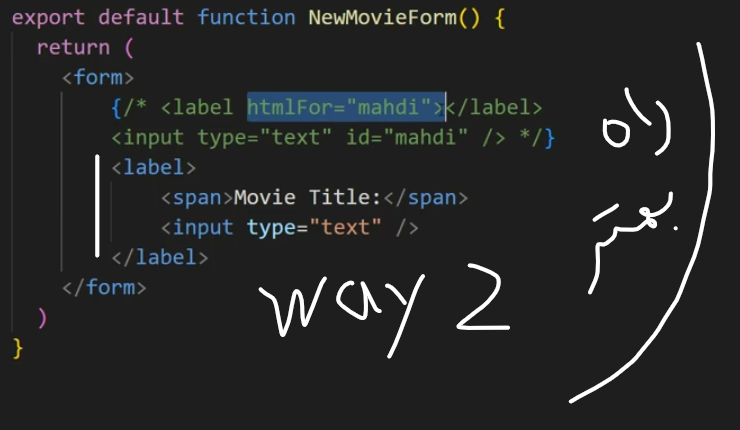 export default function NewMovieForm() {
return (
<form>
{/* <label htmlFor="mahdi"></label>
<input type="text" id="mahdi" /> */}
<label>
<span>Movie Title:</span>
<input type="text" />
</label>
</form>
)
}
way 2
راه